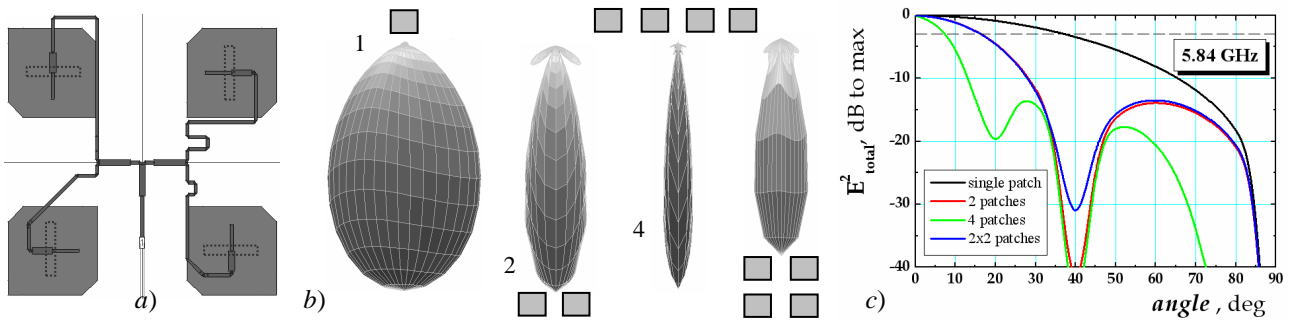 a)
b)
1
2
4
c)
E²total, dB to max
0
-10
-20
-30
-40
5.84 GHz
single patch
2 patches
4 patches
2x2 patches
0 10 20 30 40 50 60 70 80 90
angle , deg